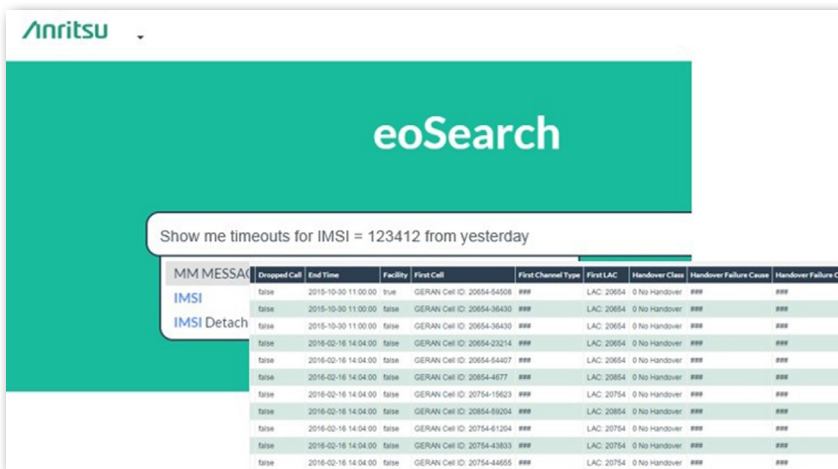 Anritsu
eoSearch
Show me timeouts for IMSI = 123412 from yesterday
MM MESSAG
IMSI
IMSI Detach
Dropped Call End Time Facility First Cell First Channel Type First LAC Handover Class Handover Failure Cause Handover Failure C
false 2015-10-30 11:00:00 true GERAN Cell ID: 20654-54508 ### LAC: 20654 0 No Handover ### ###
false 2015-10-30 11:00:00 false GERAN Cell ID: 20654-36430 ### LAC: 20654 0 No Handover ### ###
false 2015-10-30 11:00:00 false GERAN Cell ID: 20654-36430 ### LAC: 20654 0 No Handover ### ###
false 2016-02-16 14:04:00 false GERAN Cell ID: 20654-23214 ### LAC: 20654 0 No Handover ### ###
false 2016-02-16 14:04:00 false GERAN Cell ID: 20654-54407 ### LAC: 20654 0 No Handover ### ###
false 2016-02-16 14:04:00 false GERAN Cell ID: 20854-4677 ### LAC: 20854 0 No Handover ### ###
false 2016-02-16 14:04:00 false GERAN Cell ID: 20754-15623 ### LAC: 20754 0 No Handover ### ###
false 2016-02-16 14:04:00 false GERAN Cell ID: 20854-59204 ### LAC: 20854 0 No Handover ### ###
false 2016-02-16 14:04:00 false GERAN Cell ID: 20754-61204 ### LAC: 20754 0 No Handover ### ###
false 2016-02-16 14:04:00 false GERAN Cell ID: 20754-43833 ### LAC: 20754 0 No Handover ### ###
false 2016-02-16 14:04:00 false GERAN Cell ID: 20754-44655 ### LAC: 20754 0 No Handover ### ###